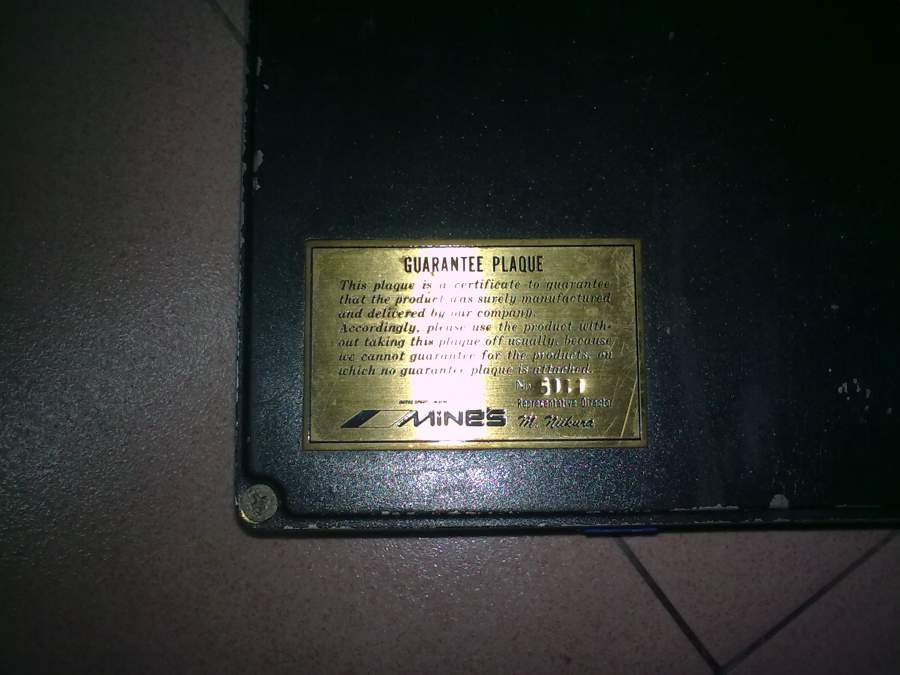 GUARANTEE PLAQUE
This plaque is a certificate to guarantee
that the product was surely manufactured
and delivered by our company.
Accordingly, please use the product with-
out taking this plaque off usually, because
we cannot guarantee for the products, on
which no guarantee plaque is attached.
No
Representative Director
MINE'S M. Niikura